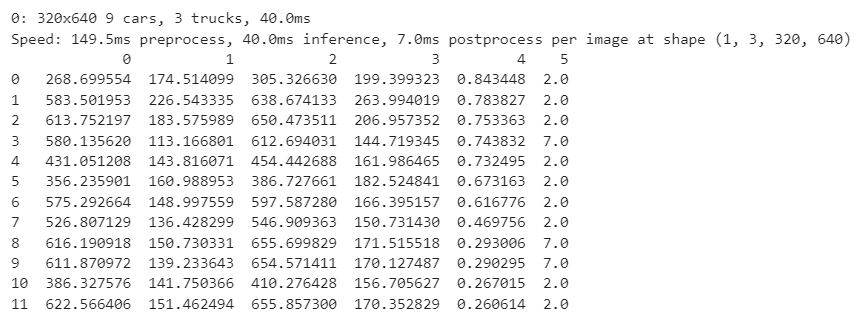 0: 320x640 9 cars, 3 trucks, 40.0ms
Speed: 149.5ms preprocess, 40.0ms inference, 7.0ms postprocess per image at shape (1, 3, 320, 640)
0 1 2 3 4 5
0 268.699554 174.514099 305.326630 199.399323 0.843448 2.0
1 583.501953 226.543335 638.674133 263.994019 0.783827 2.0
2 613.752197 183.575989 650.473511 206.957352 0.753363 2.0
3 580.135620 113.166801 612.694031 144.719345 0.743832 7.0
4 431.051208 143.816071 454.442688 161.986465 0.732495 2.0
5 356.235901 160.988953 386.727661 182.524841 0.673163 2.0
6 575.292664 148.997559 597.587280 166.395157 0.616776 2.0
7 526.807129 136.428299 546.909363 150.731430 0.469756 2.0
8 616.190918 150.730331 655.699829 171.515518 0.293006 7.0
9 611.870972 139.233643 654.571411 170.127487 0.290295 7.0
10 386.327576 141.750366 410.276428 156.705627 0.267015 2.0
11 622.566406 151.462494 655.857300 170.352829 0.260614 2.0